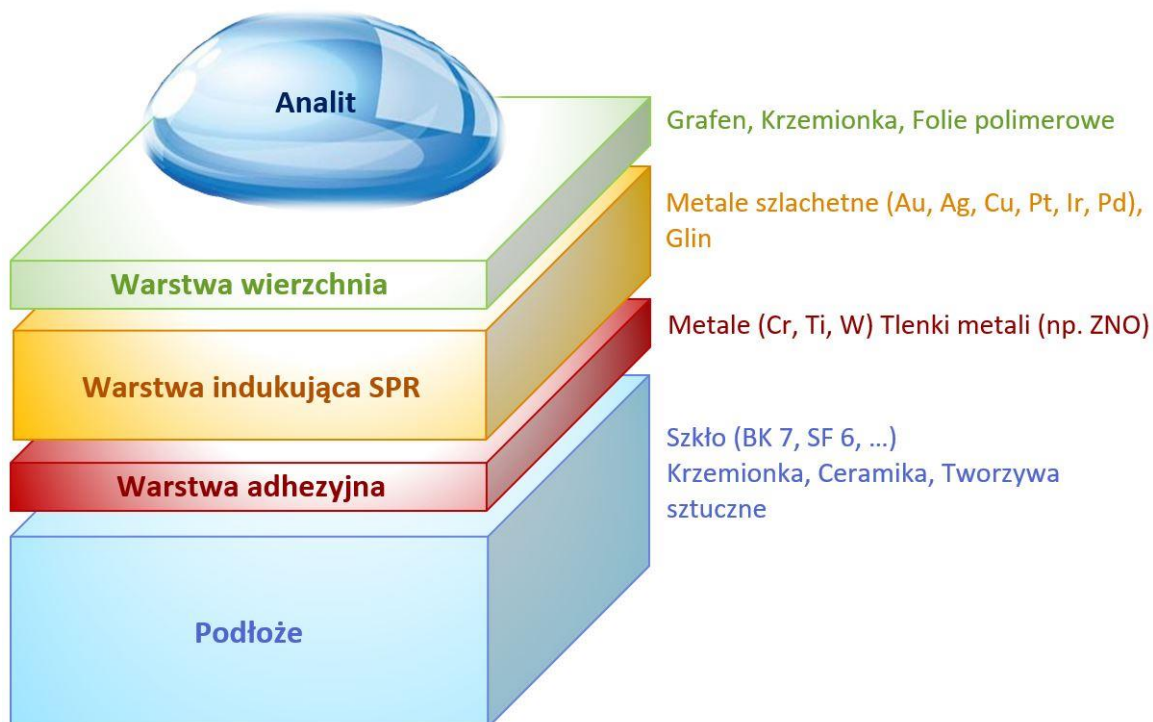 Analit
Grafen, Krzemionka, Folie polimerowe
Metale szlachetne (Au, Ag, Cu, Pt, Ir, Pd),
Glin
Warstwa wierzchnia
Metale (Cr, Ti, W) Tlenki metali (np. ZNO)
Warstwa indukująca SPR
Szkło (BK 7, SF 6, ...)
Krzemionka, Ceramika, Tworzywa
sztuczne
Warstwa adhezyjna
Podłoże